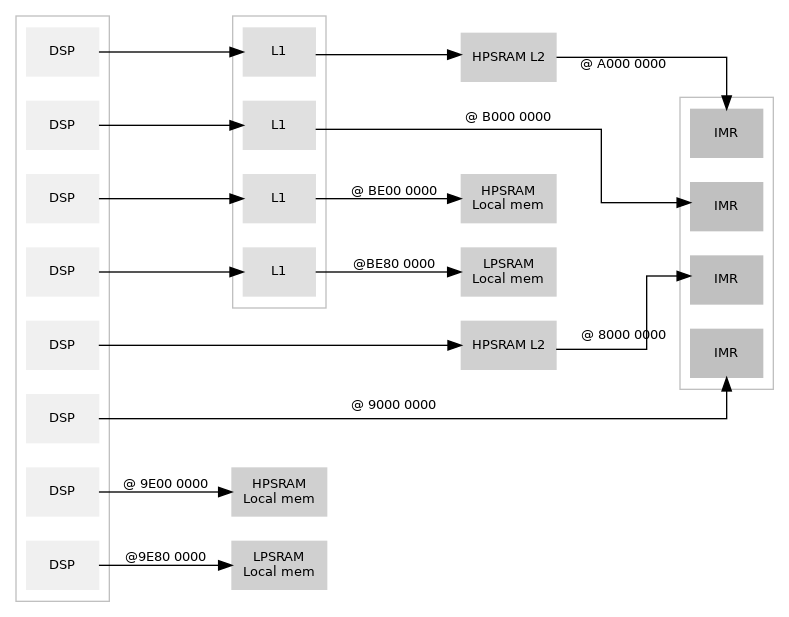 DSP
L1
HPSRAM L2
@ A000 0000
IMR
DSP
L1
@ B000 0000
IMR
DSP
L1
@ BE00 0000
HPSRAM
Local mem
DSP
L1
@BE80 0000
LPSRAM
Local mem
IMR
DSP
HPSRAM L2
@ 8000 0000
IMR
DSP
@ 9000 0000
DSP
@ 9E00 0000
HPSRAM
Local mem
DSP
@9E80 0000
LPSRAM
Local mem